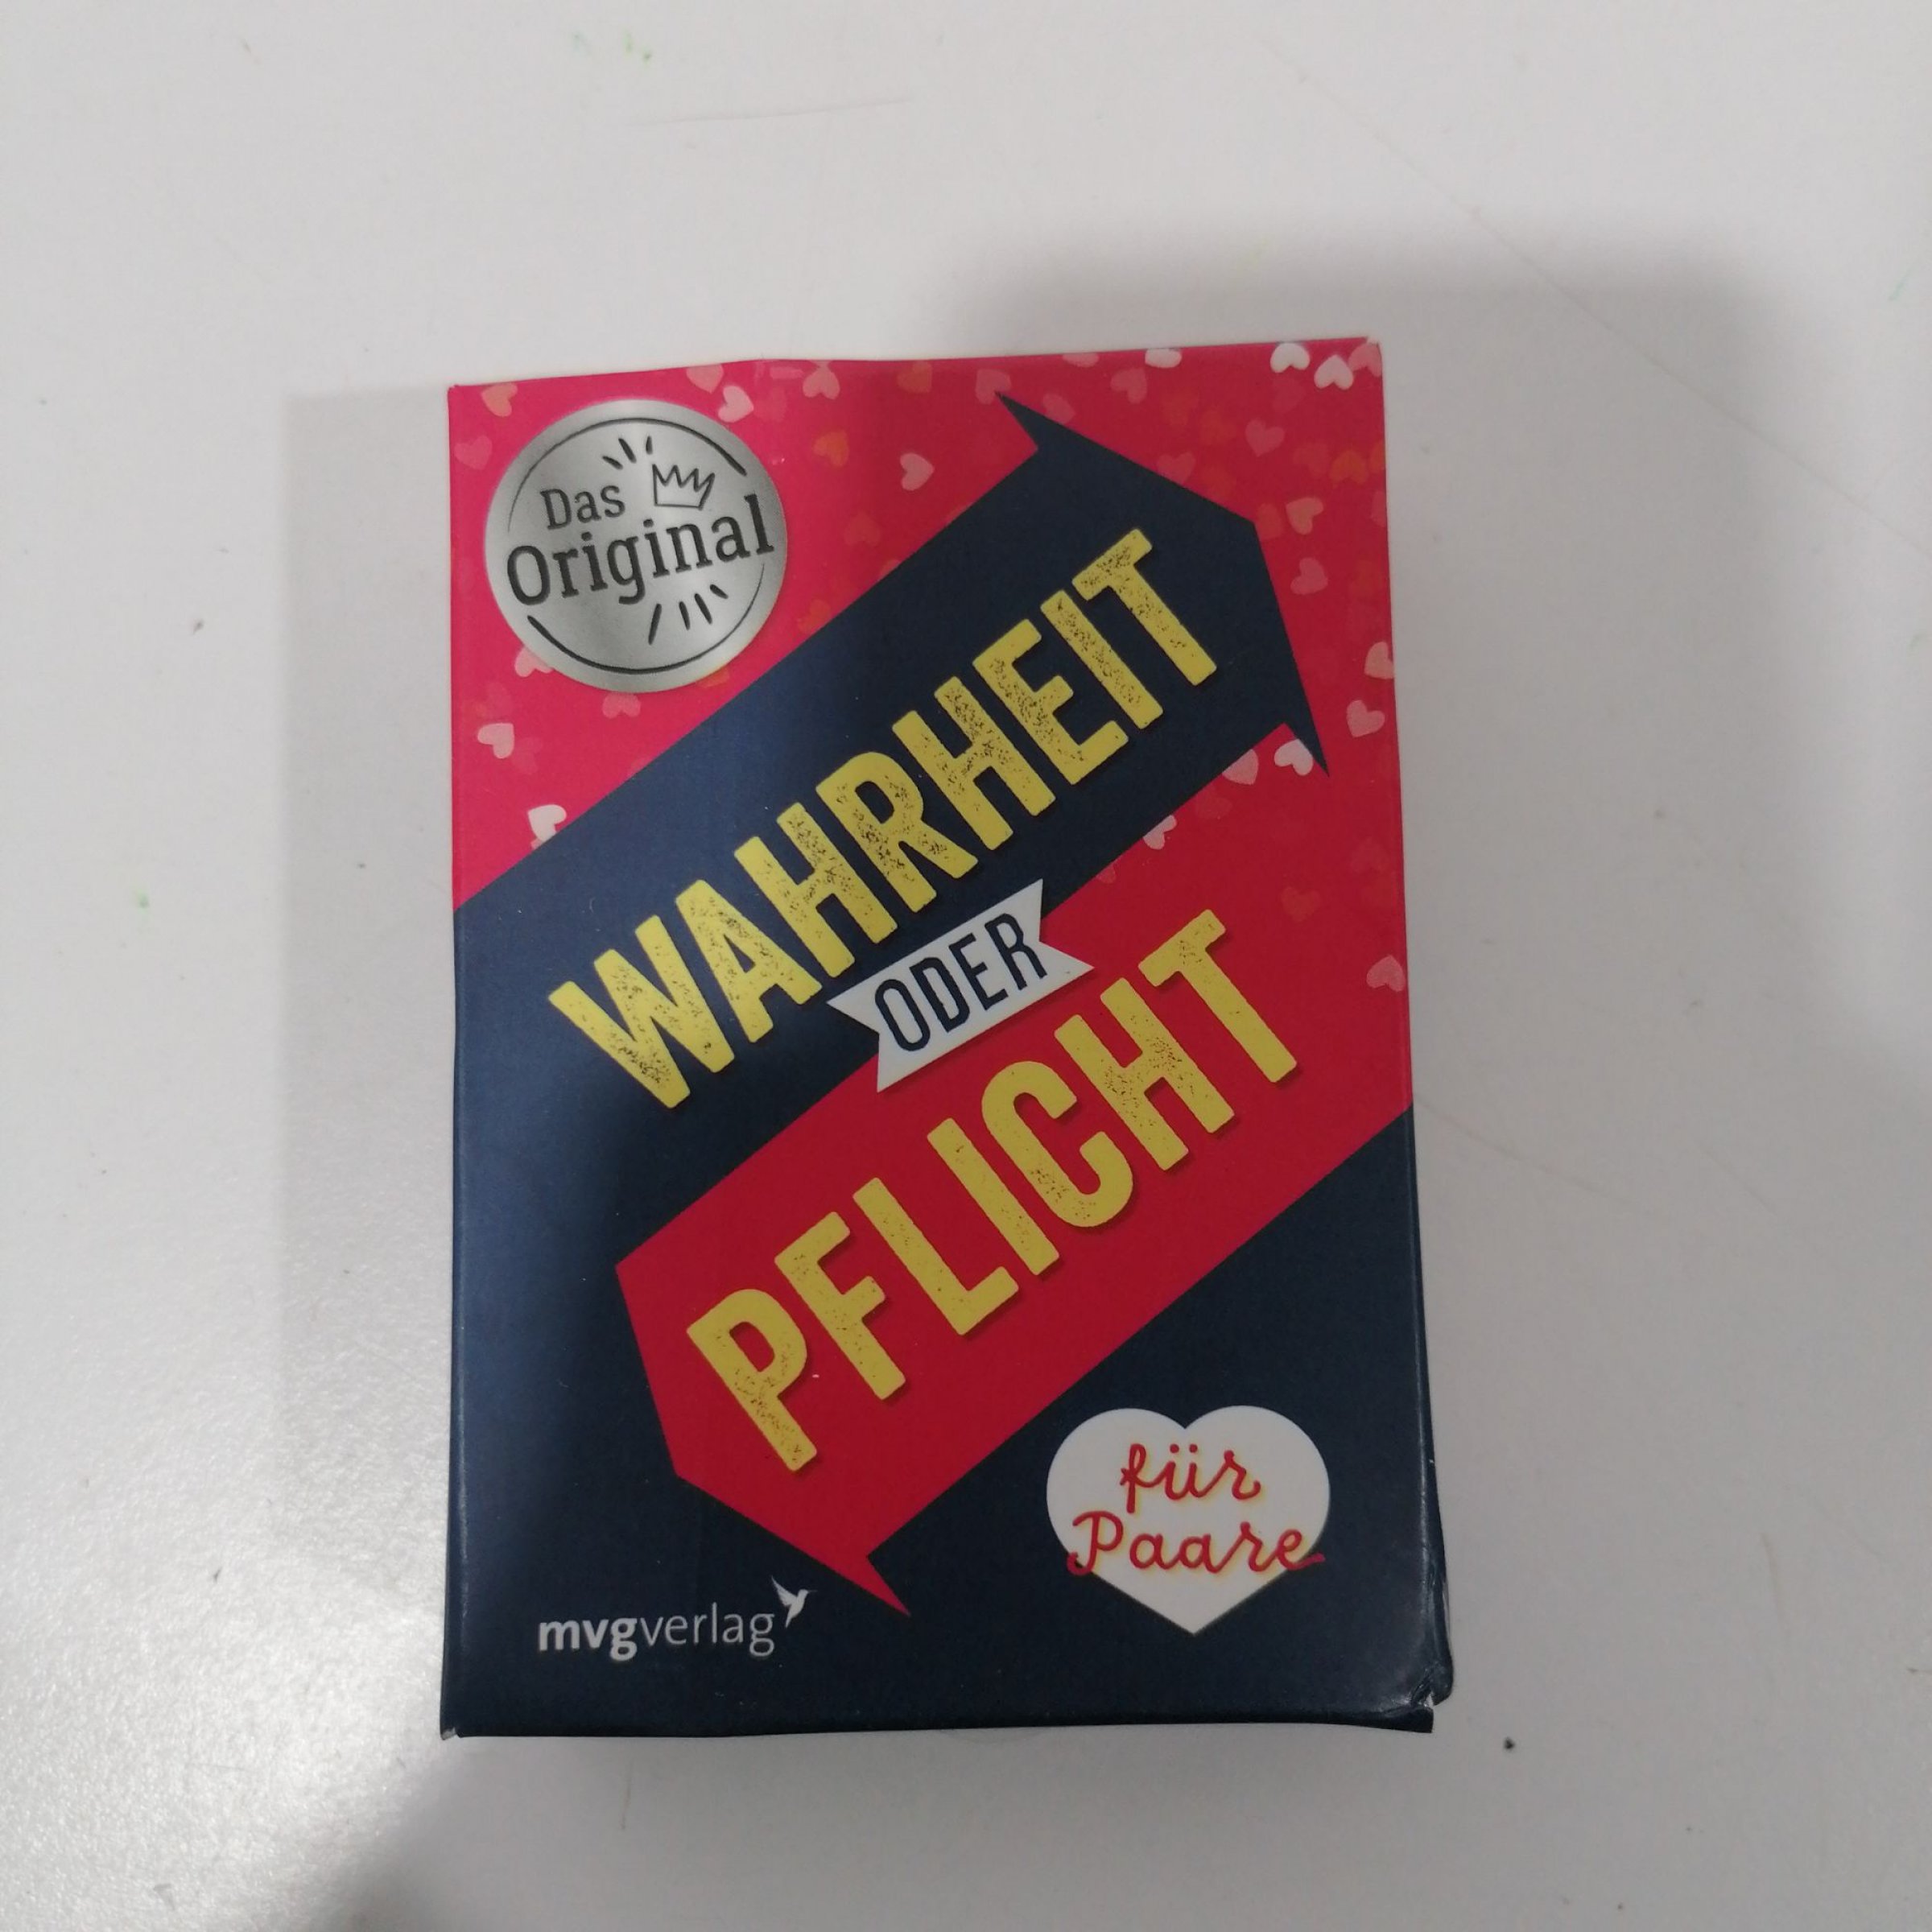 Das
Original
WAHRHEIT
ODER
PFLICHT
für
Paare
mvgverlag